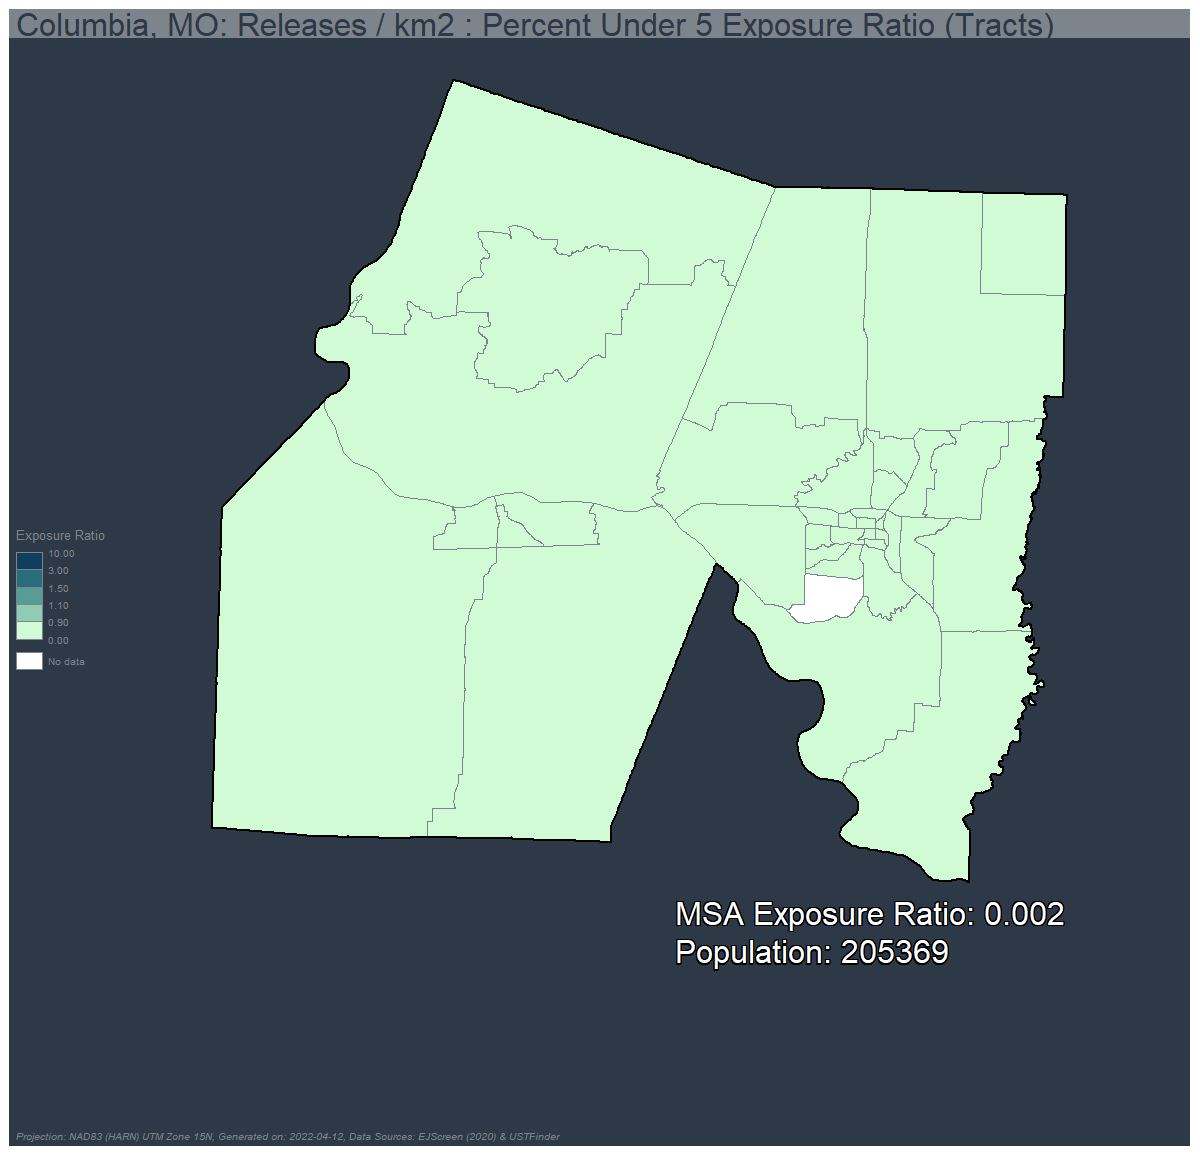 Columbia, MO: Releases / km2 : Percent Under 5 Exposure Ratio (Tracts)
Exposure Ratio
10.00
3.00
1.50
1.10
0.90
0.00
No data
MSA Exposure Ratio: 0.002
Population: 205369
Projection: NAD83 (HARN) UTM Zone 15N, Generated on: 2022-04-12, Data Sources: EJScreen (2020) & USTFinder